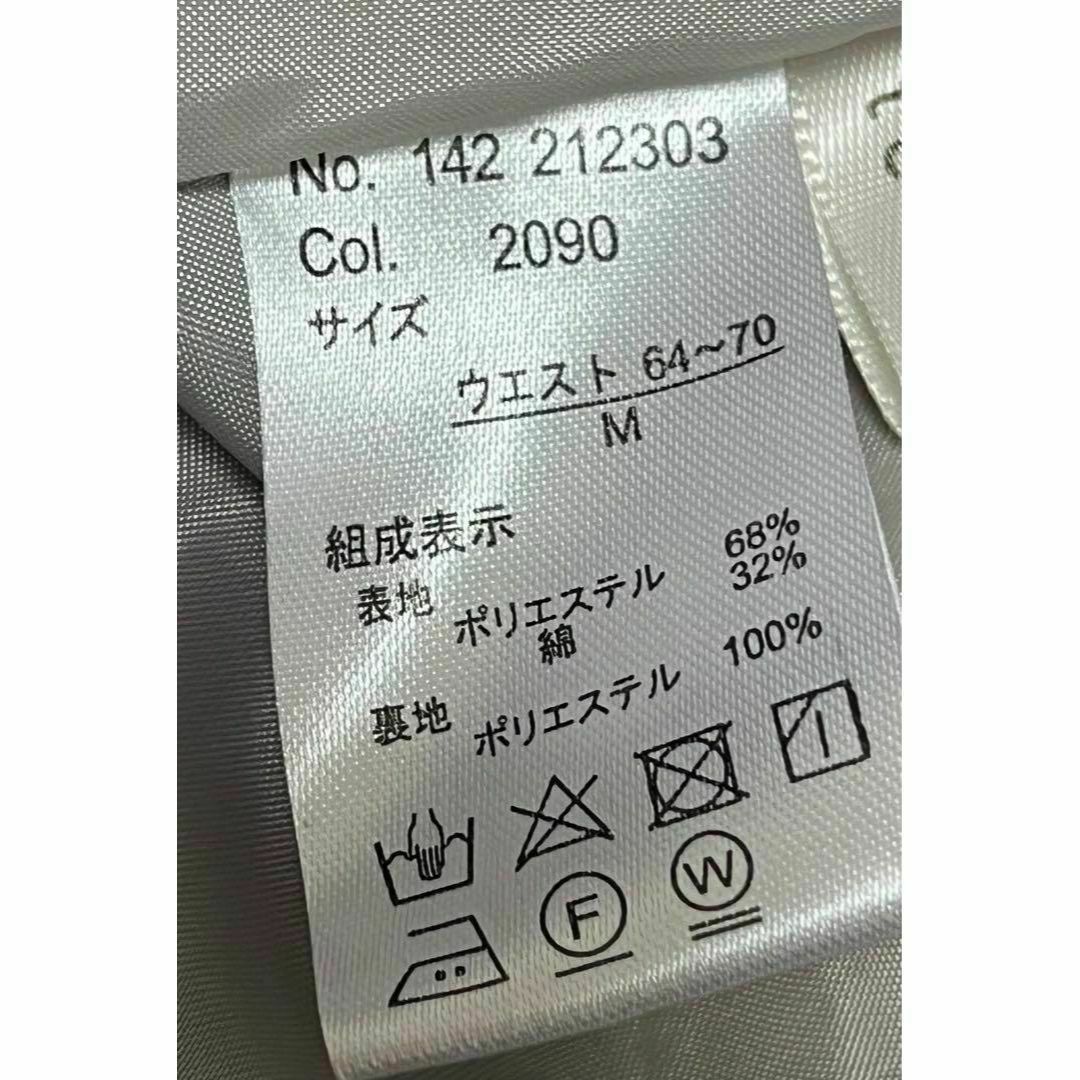 No. 142 212303
Col. 2090
サイズ
ウエスト 64~70
M
組成表示
表地 ポリエステル 68%
綿 32%
裏地 ポリエステル 100%
F
W